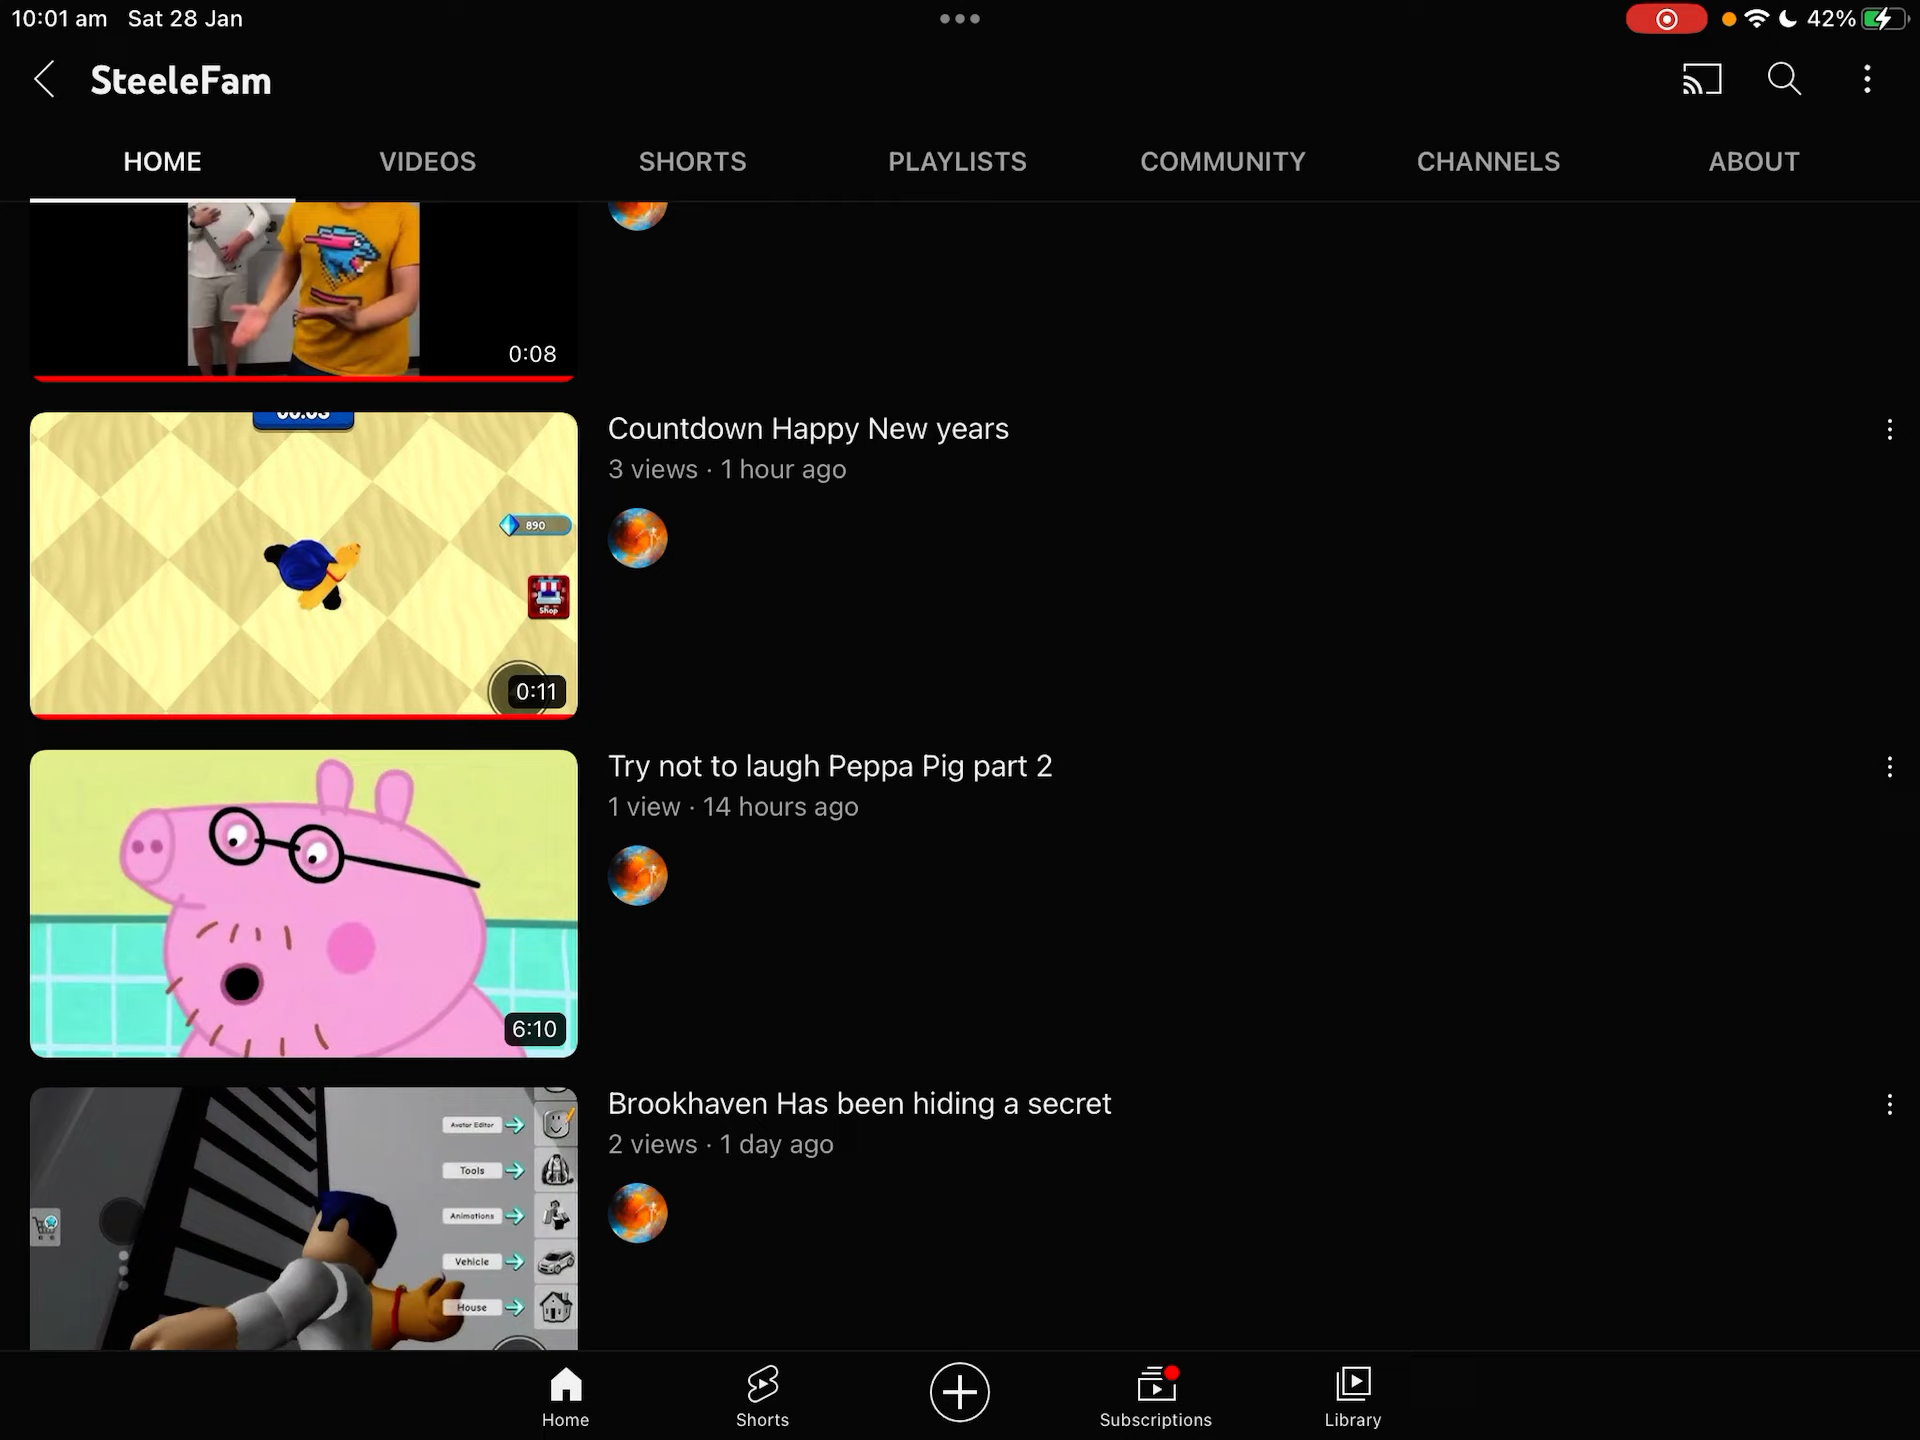 10:01 am Sat 28 Jan
42%
SteeleFam
HOME VIDEOS SHORTS PLAYLISTS COMMUNITY CHANNELS ABOUT
0:08
Countdown Happy New years
3 views · 1 hour ago
890
Shop
0:11
Try not to laugh Peppa Pig part 2
1 view · 14 hours ago
6:10
Brookhaven Has been hiding a secret
2 views · 1 day ago
Avatar Editor
Tools
Animations
Vehicle
House
Home Shorts Subscriptions Library